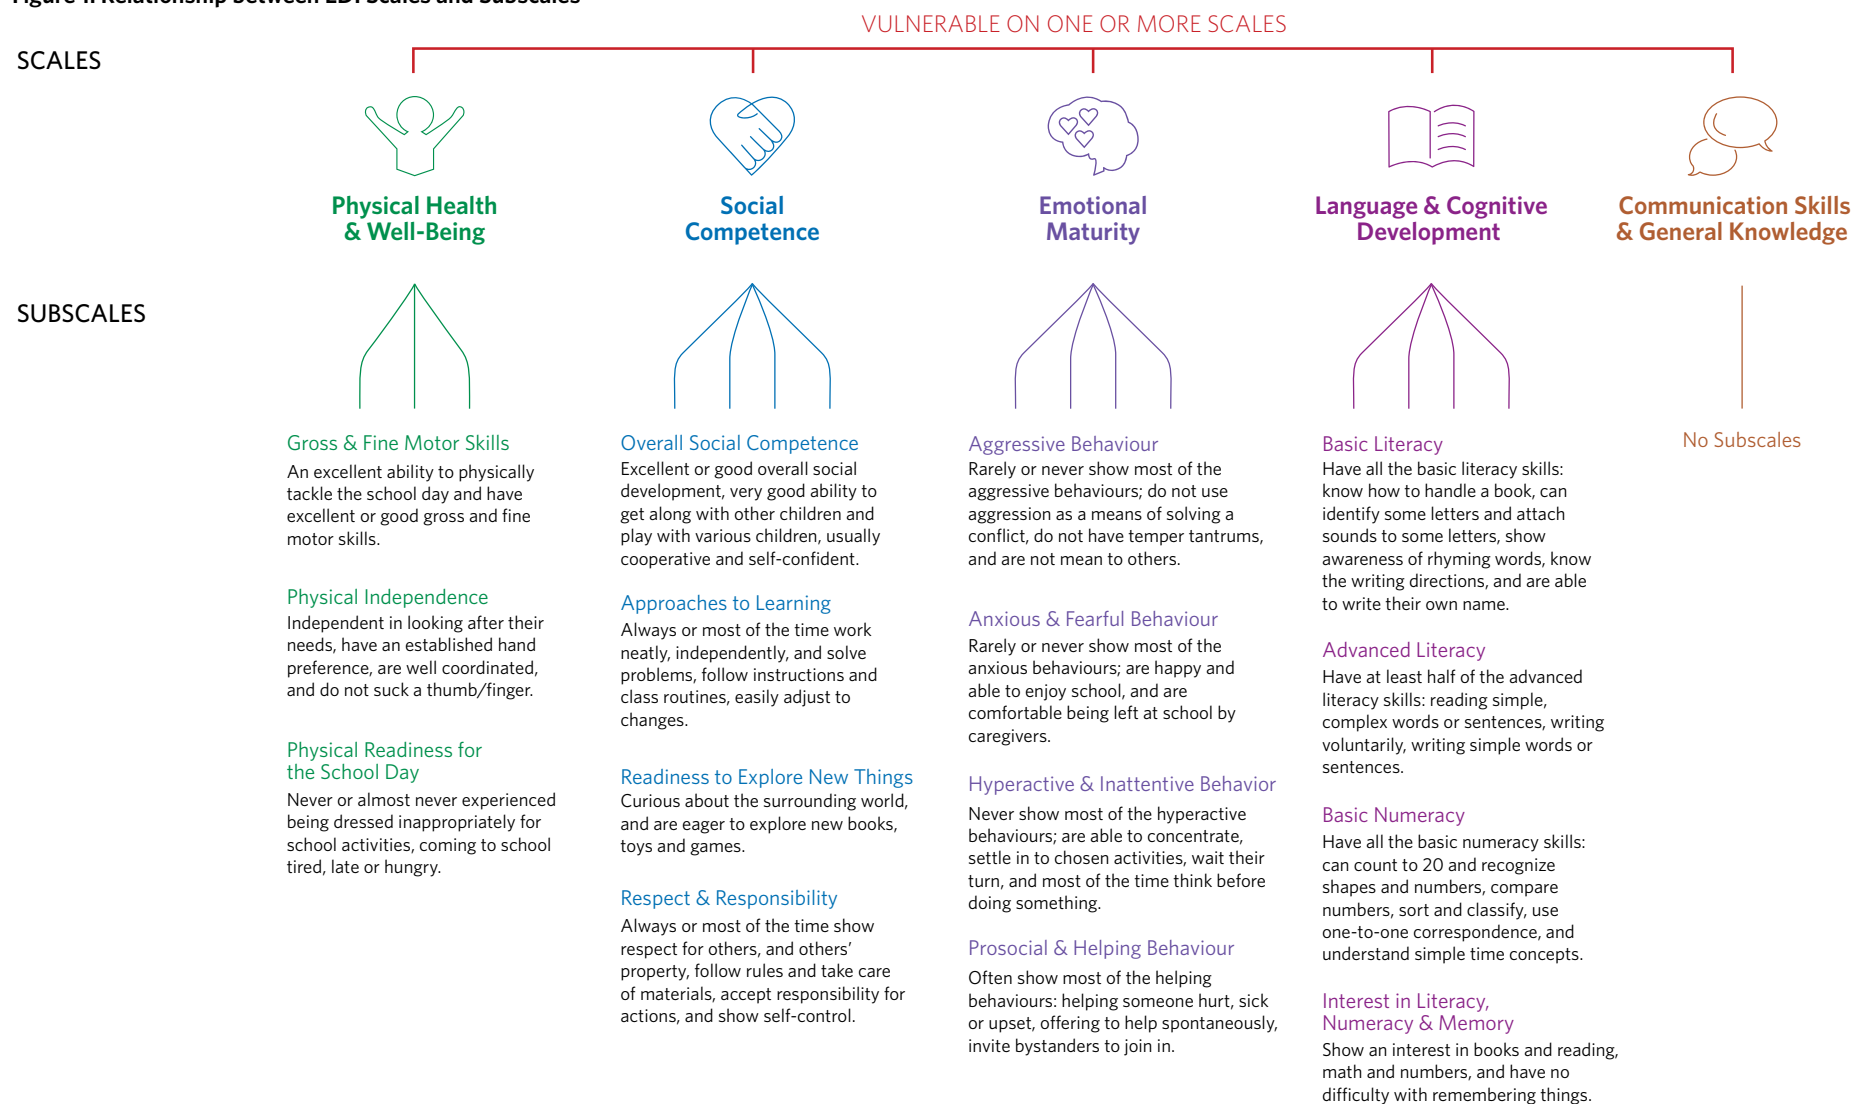 Figure 1. Relationship between EDI Scales and Subscales
VULNERABLE ON ONE OR MORE SCALES
SCALES
Physical Health
& Well-Being
Social
Competence
Emotional
Maturity
Language & Cognitive
Development
Communication Skills
& General Knowledge
SUBSCALES
Gross & Fine Motor Skills
An excellent ability to physically
tackle the school day and have
excellent or good gross and fine
motor skills.
Physical Independence
Independent in looking after their
needs, have an established hand
preference, are well coordinated,
and do not suck a thumb/finger.
Physical Readiness for
the School Day
Never or almost never experienced
being dressed inappropriately for
school activities, coming to school
tired, late or hungry.
Overall Social Competence
Excellent or good overall social
development, very good ability to
get along with other children and
play with various children, usually
cooperative and self-confident.
Approaches to Learning
Always or most of the time work
neatly, independently, and solve
problems, follow instructions and
class routines, easily adjust to
changes.
Readiness to Explore New Things
Curious about the surrounding world,
and are eager to explore new books,
toys and games.
Respect & Responsibility
Always or most of the time show
respect for others, and others'
property, follow rules and take care
of materials, accept responsibility for
actions, and show self-control.
Aggressive Behaviour
Rarely or never show most of the
aggressive behaviours; do not use
aggression as a means of solving a
conflict, do not have temper tantrums,
and are not mean to others.
Anxious & Fearful Behaviour
Rarely or never show most of the
anxious behaviours; are happy and
able to enjoy school, and are
comfortable being left at school by
caregivers.
Hyperactive & Inattentive Behavior
Never show most of the hyperactive
behaviours; are able to concentrate,
settle in to chosen activities, wait their
turn, and most of the time think before
doing something.
Prosocial & Helping Behaviour
Often show most of the helping
behaviours: helping someone hurt, sick
or upset, offering to help spontaneously,
invite bystanders to join in.
Basic Literacy
Have all the basic literacy skills:
know how to handle a book, can
identify some letters and attach
sounds to some letters, show
awareness of rhyming words, know
the writing directions, and are able
to write their own name.
Advanced Literacy
Have at least half of the advanced
literacy skills: reading simple,
complex words or sentences, writing
voluntarily, writing simple words or
sentences.
Basic Numeracy
Have all the basic numeracy skills:
can count to 20 and recognize
shapes and numbers, compare
numbers, sort and classify, use
one-to-one correspondence, and
understand simple time concepts.
Interest in Literacy,
Numeracy & Memory
Show an interest in books and reading,
math and numbers, and have no
difficulty with remembering things.
No Subscales